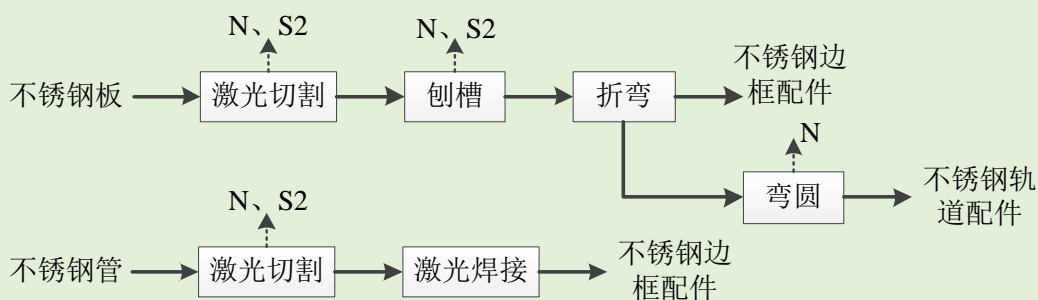 N、S2
N、S2
不锈钢板
激光切割
刨槽
折弯
不锈钢边
框配件
N
弯圆
不锈钢轨
道配件
N、S2
不锈钢管
激光切割
激光焊接
不锈钢边
框配件